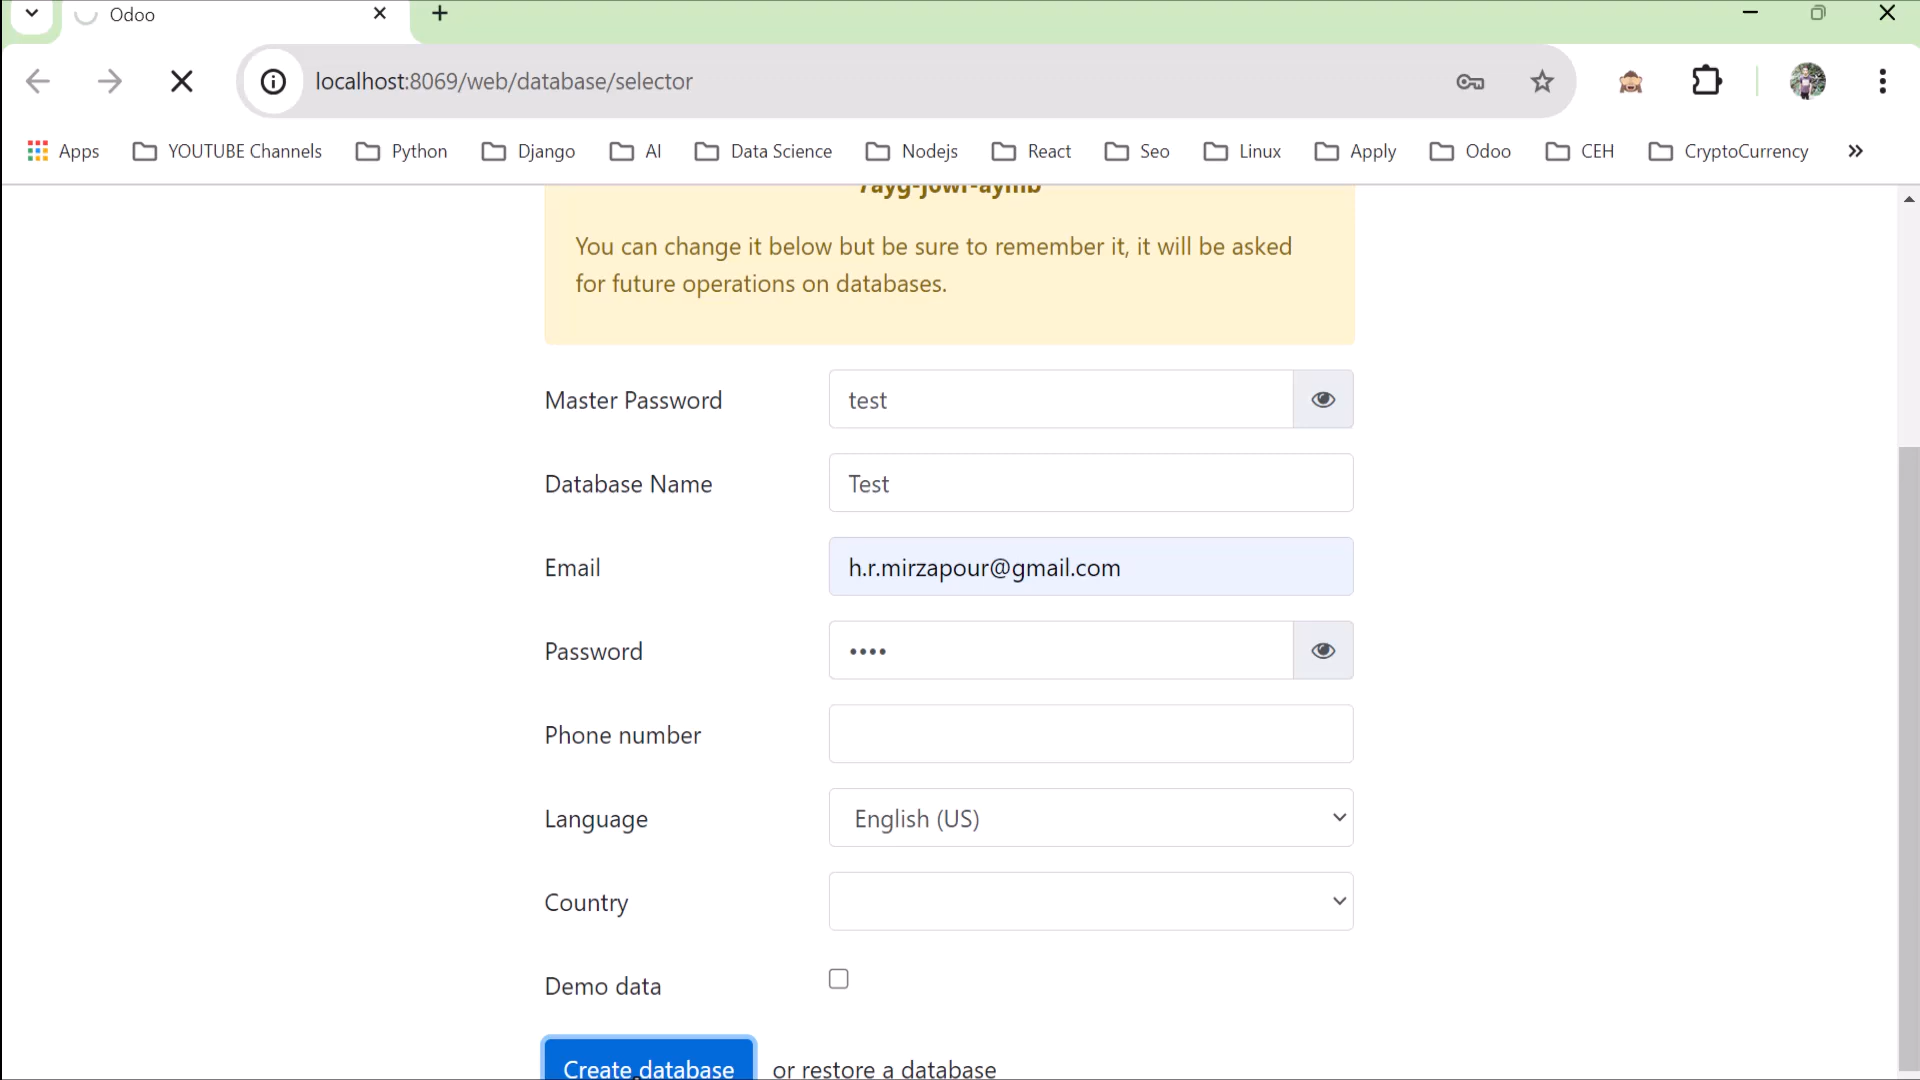 Odoo
localhost:8069/web/database/selector
Apps YOUTUBE Channels Python Django AI Data Science Nodejs React Seo Linux Apply Odoo CEH CryptoCurrency
You can change it below but be sure to remember it, it will be asked
for future operations on databases.
Master Password test
Database Name Test
Email h.r.mirzapour@gmail.com
Password ••••
Phone number
Language English (US)
Country
Demo data
Create database or restore a database